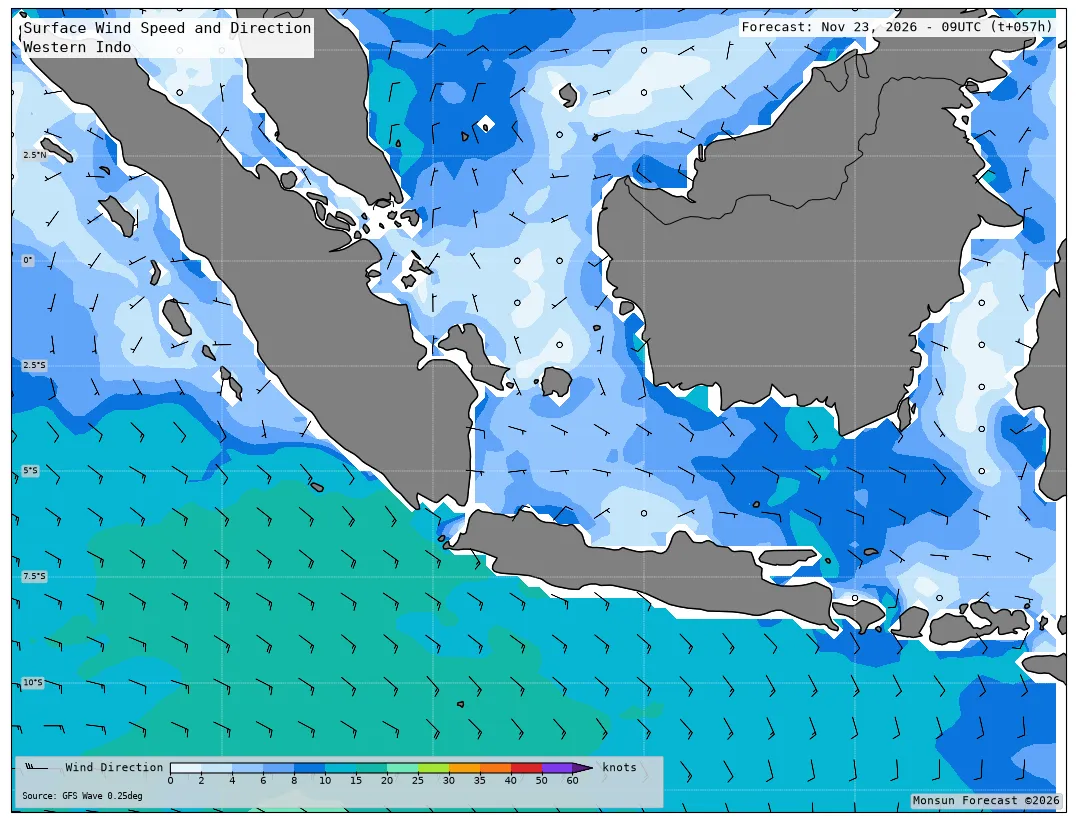 Surface Wind Speed and Direction
Western Indo
Forecast: Nov 23, 2026 - 09UTC (t+057h)
2.5°N
0°
2.5°S
5°S
7.5°S
10°S
Wind Direction
0 2 4 6 8 10 15 20 25 30 35 40 50 60
knots
Source: GFS Wave 0.25deg
Monsun Forecast ©2026